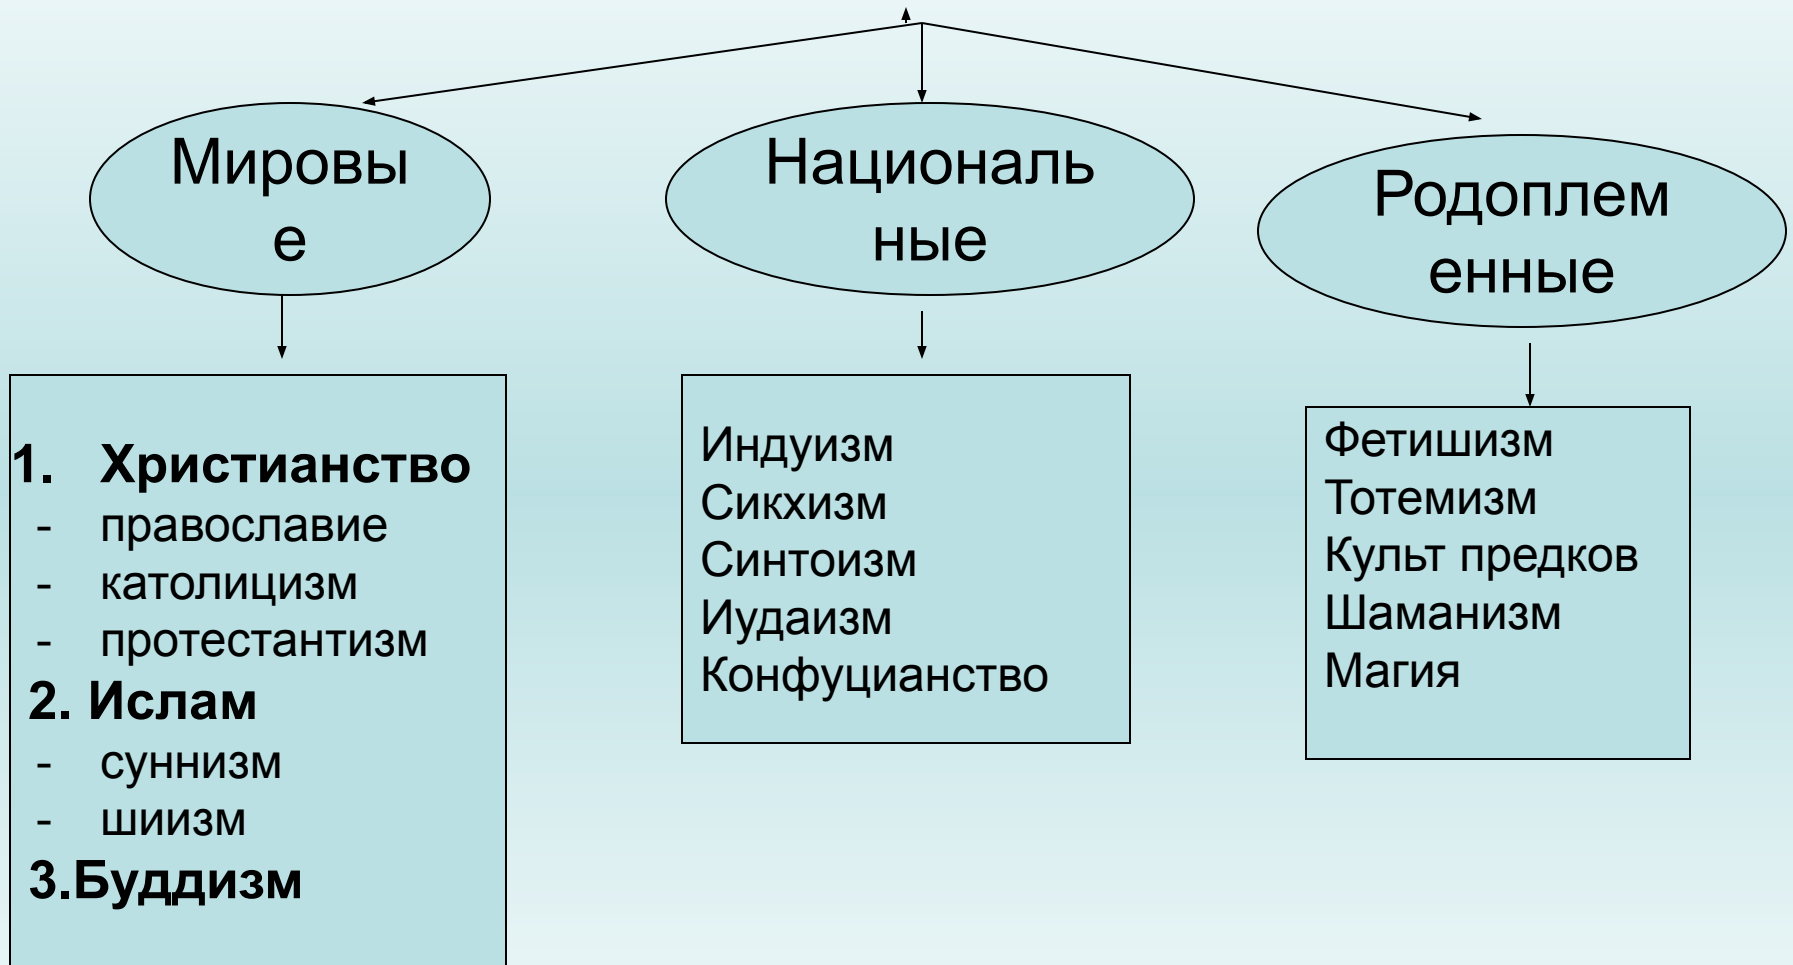 Мировы
е
Националь
ные
Родоплем
енные
1. Христианство
- православие
- католицизм
- протестантизм
2. Ислам
- суннизм
- шиизм
3.Буддизм
Индуизм
Сикхизм
Синтоизм
Иудаизм
Конфуцианство
Фетишизм
Тотемизм
Культ предков
Шаманизм
Магия